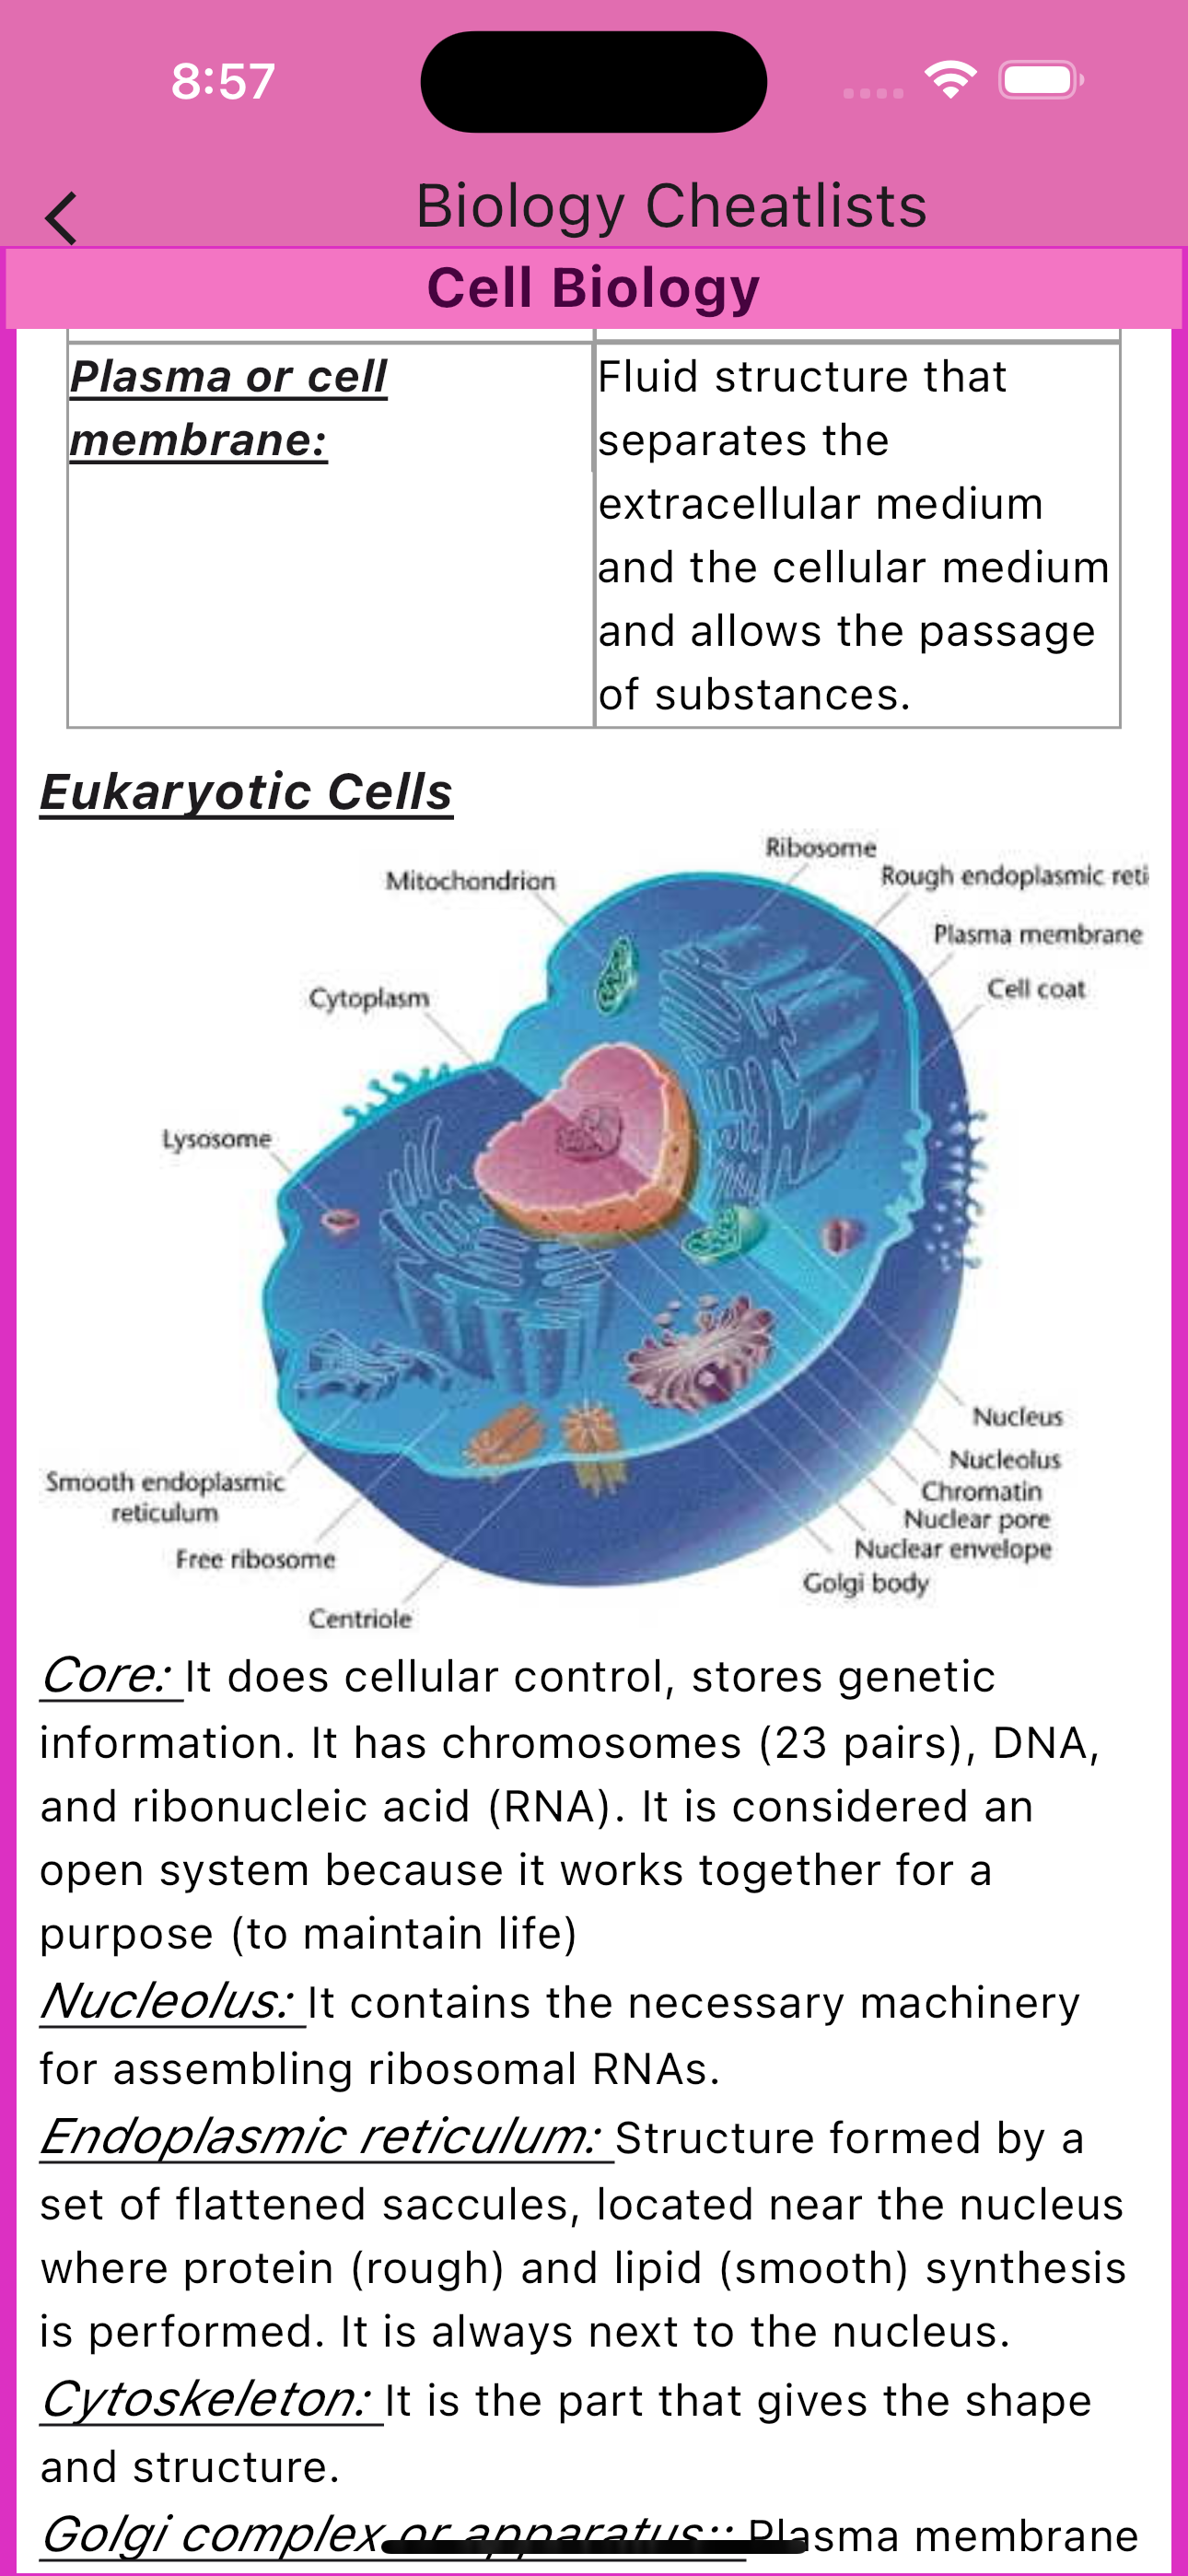 8:57
Biology Cheatlists
Cell Biology
Plasma or cell
membrane:
Fluid structure that
separates the
extracellular medium
and the cellular medium
and allows the passage
of substances.
Eukaryotic Cells
Ribosome
Mitochondrion
Rough endoplasmic reti
Plasma membrane
Cell coat
Cytoplasm
Lysosome
Nucleus
Nucleolus
Chromatin
Nuclear pore
Nuclear envelope
Golgi body
Smooth endoplasmic
reticulum
Free ribosome
Centriole
Core: It does cellular control, stores genetic
information. It has chromosomes (23 pairs), DNA,
and ribonucleic acid (RNA). It is considered an
open system because it works together for a
purpose (to maintain life)
Nucleolus: It contains the necessary machinery
for assembling ribosomal RNAs.
Endoplasmic reticulum: Structure formed by a
set of flattened saccules, located near the nucleus
where protein (rough) and lipid (smooth) synthesis
is performed. It is always next to the nucleus.
Cytoskeleton: It is the part that gives the shape
and structure.
Golgi complex or apparatus:: Plasma membrane